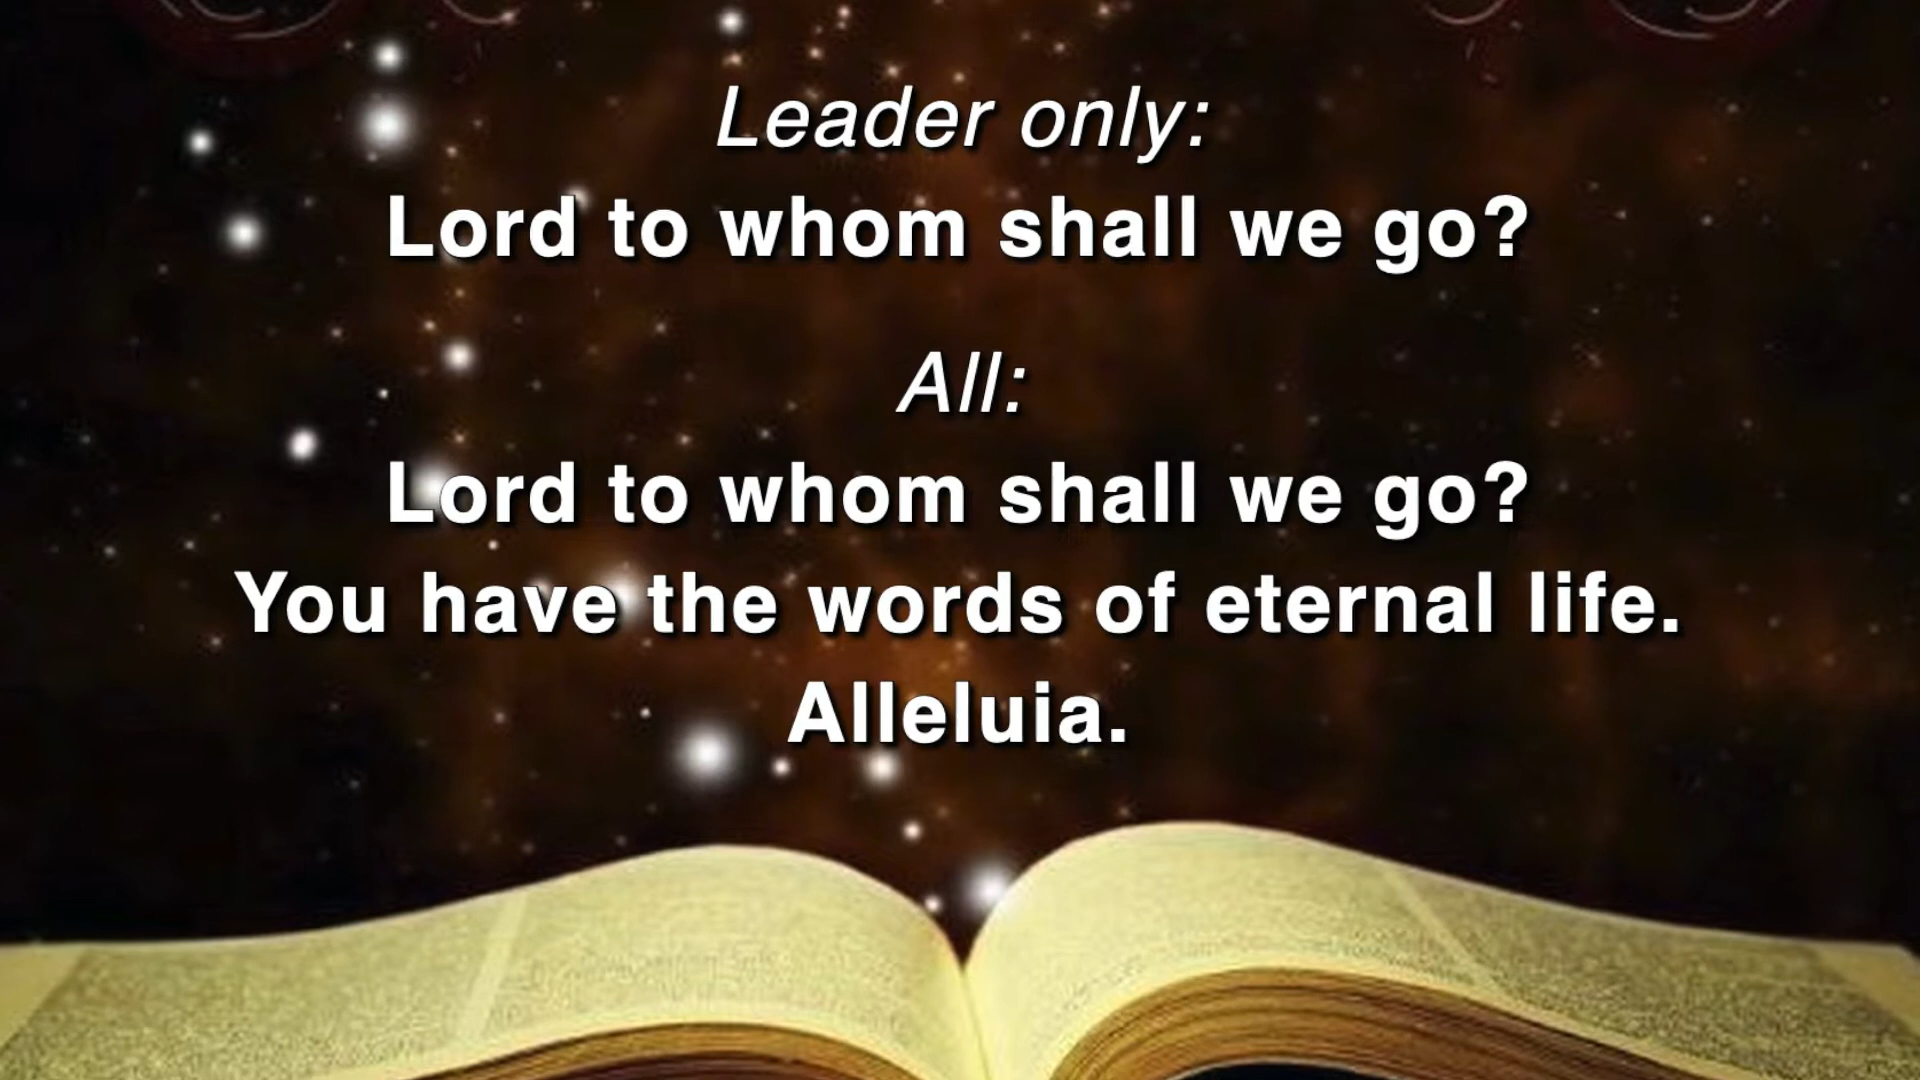 Leader only:
Lord to whom shall we go?
All:
Lord to whom shall we go?
You have the words of eternal life.
Alleluia.